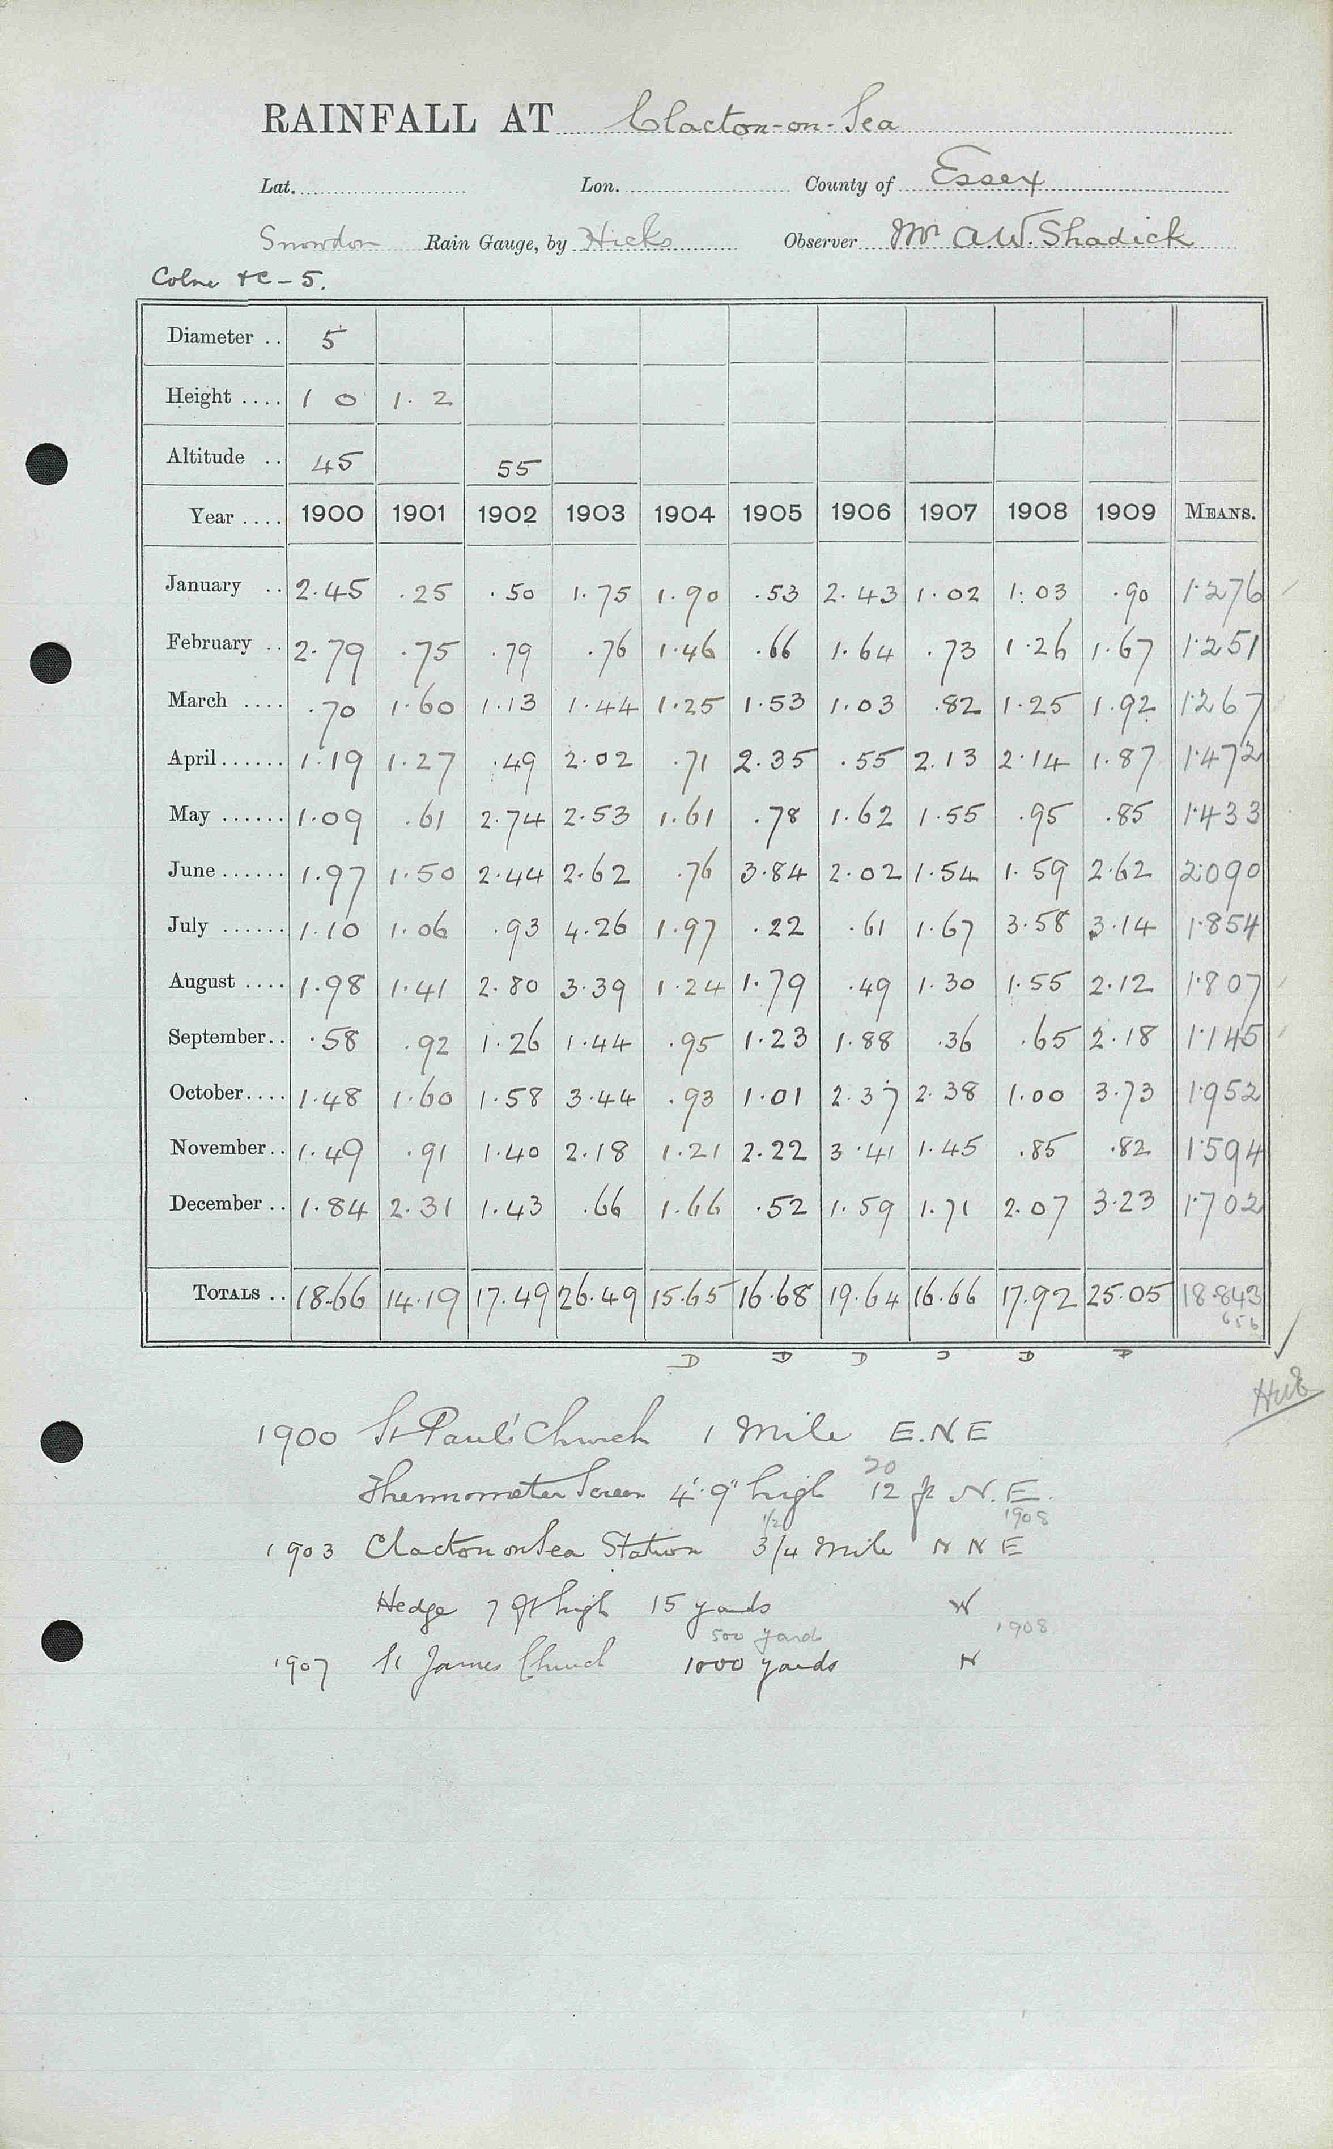 RAINFALL AT Clacton-on-Sea
Lat. Lon. County of Essex
Snowdon Rain Gauge, by Hicks Observer Mr A.W. Shadick
Colne &c - 5.
Diameter .. 5
Height .... 1 0 1. 2
Altitude .. 45 55
Year .... 1900 1901 1902 1903 1904 1905 1906 1907 1908 1909 MEANS.
January .. 2.45 .25 .50 1.75 1.90 .53 2.43 1.02 1.03 .90 1.276
February .. 2.79 .75 .79 .76 1.46 .66 1.64 .73 1.26 1.67 1.251
March .... .70 1.60 1.13 1.44 1.25 1.53 1.03 .82 1.25 1.92 1.267
April ...... 1.19 1.27 .49 2.02 .71 2.35 .55 2.13 2.14 1.87 1.472
May ...... 1.09 .61 2.74 2.53 1.61 .78 1.62 1.55 .95 .85 1.433
June ...... 1.97 1.50 2.44 2.62 .76 3.84 2.02 1.54 1.59 2.62 2.090
July ...... 1.10 1.06 .93 4.26 1.97 .22 .61 1.67 3.58 3.14 1.854
August .... 1.98 1.41 2.80 3.39 1.24 1.79 .49 1.30 1.55 2.12 1.807
September .. .58 .92 1.26 1.44 .95 1.23 1.88 .36 .65 2.18 1.145
October .... 1.48 1.60 1.58 3.44 .93 1.01 2.37 2.38 1.00 3.73 1.952
November .. 1.49 .91 1.40 2.18 1.21 2.22 3.41 1.45 .85 .82 1.594
December .. 1.84 2.31 1.43 .66 1.66 .52 1.59 1.71 2.07 3.23 1.702
TOTALS .. 18.66 14.19 17.49 26.49 15.65 16.68 19.64 16.66 17.92 25.05 18.843
656
D D D D D D
1900 St Paul's Church 1 Mile E.N.E
20
Thermometer Screen 4'.9" high 12 ft N.E.
1/2 1908
1903 Clacton on Sea Station 3/4 Mile N N E
Hedge 7 ft high 15 yards W
500 yards 1908
1907 St James Church 1000 yards N